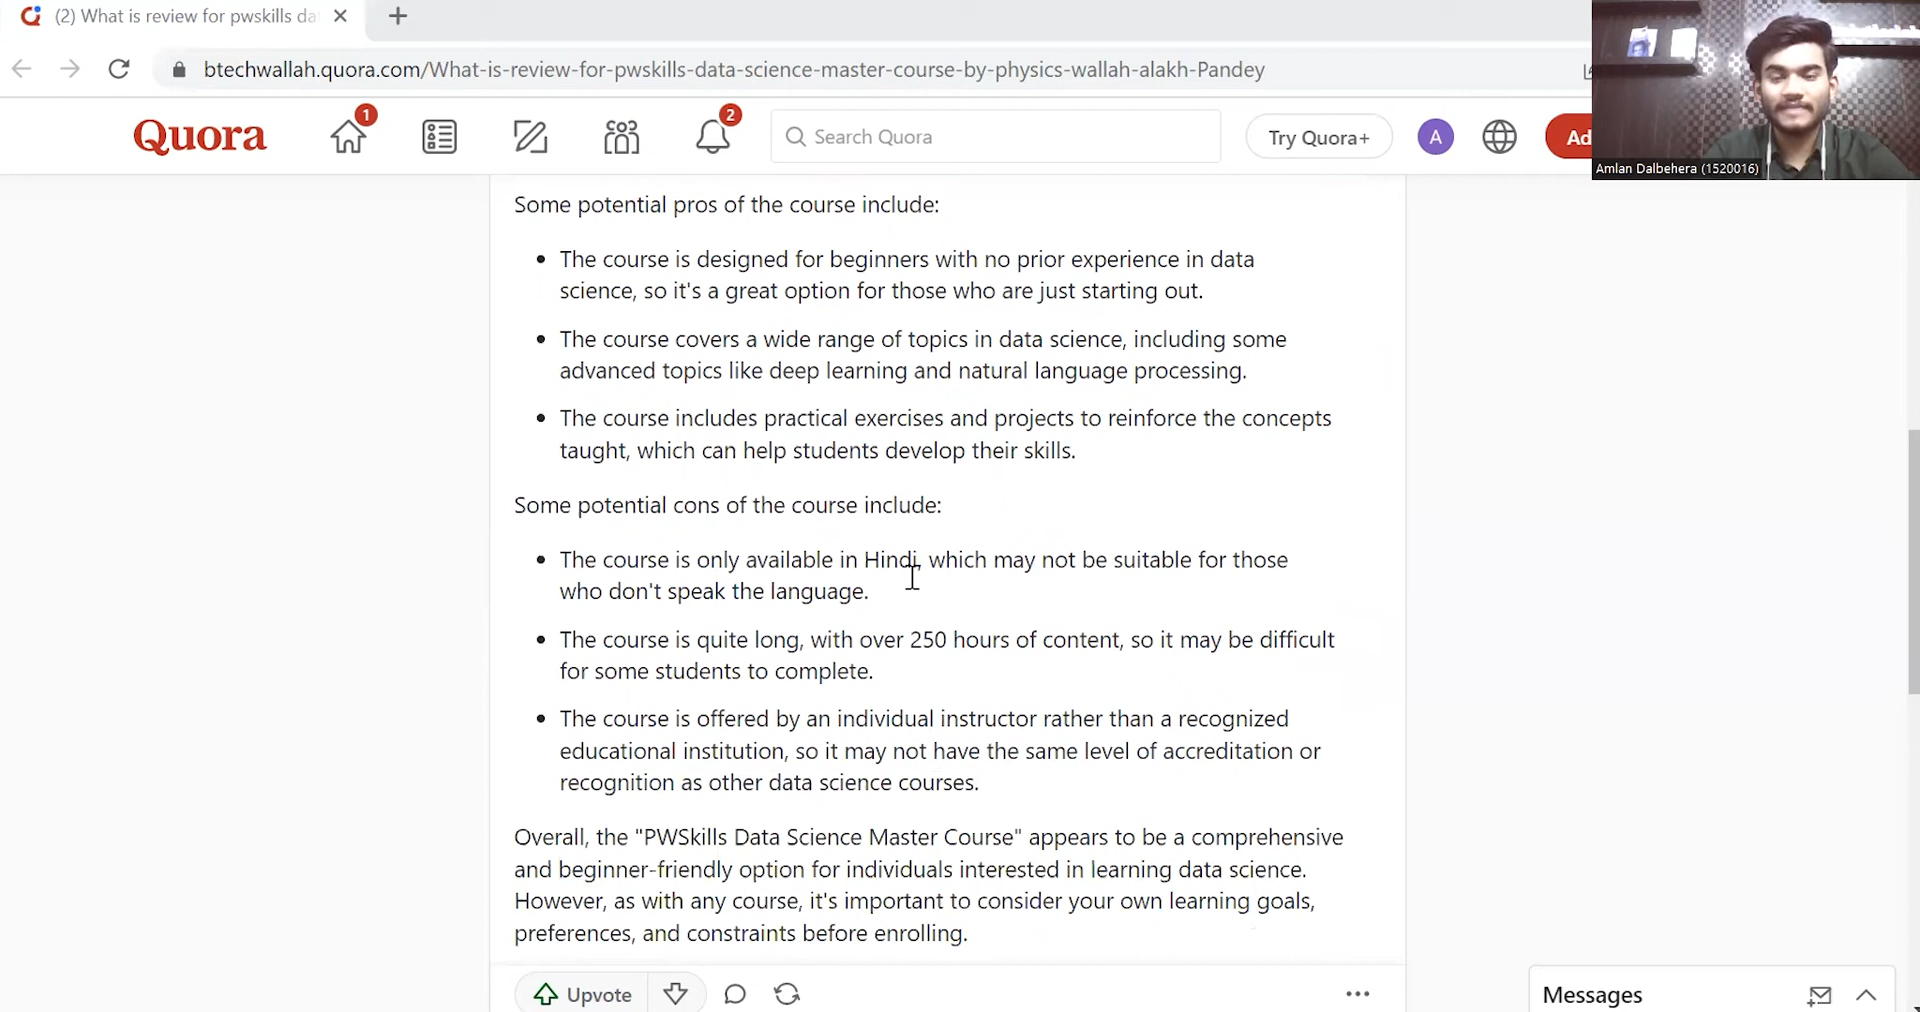 (2) What is review for pwskills da
btechwallah.quora.com/What-is-review-for-pwskills-data-science-master-course-by-physics-wallah-alakh-Pandey
Quora
1
2
Search Quora
Try Quora+
A
Ad
Amlan Dalbehera (1520016)
Some potential pros of the course include:
• The course is designed for beginners with no prior experience in data
science, so it's a great option for those who are just starting out.
• The course covers a wide range of topics in data science, including some
advanced topics like deep learning and natural language processing.
• The course includes practical exercises and projects to reinforce the concepts
taught, which can help students develop their skills.
Some potential cons of the course include:
• The course is only available in Hindi, which may not be suitable for those
who don't speak the language.
• The course is quite long, with over 250 hours of content, so it may be difficult
for some students to complete.
• The course is offered by an individual instructor rather than a recognized
educational institution, so it may not have the same level of accreditation or
recognition as other data science courses.
Overall, the "PWSkills Data Science Master Course" appears to be a comprehensive
and beginner-friendly option for individuals interested in learning data science.
However, as with any course, it's important to consider your own learning goals,
preferences, and constraints before enrolling.
Upvote
Messages